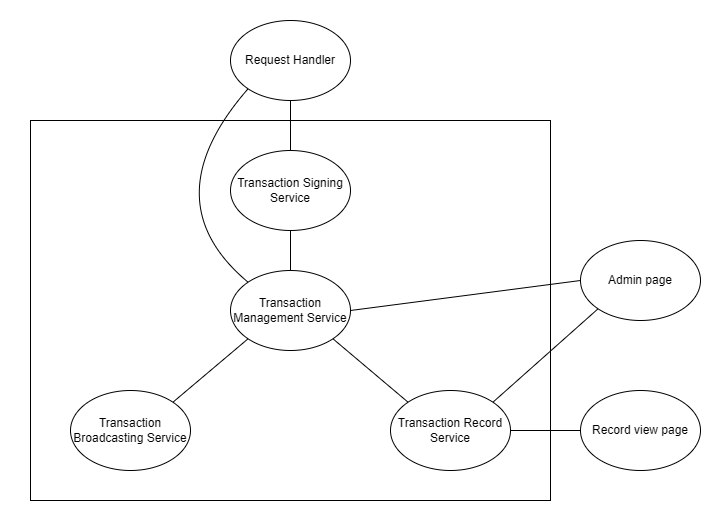 Request Handler
Transaction Signing
Service
Transaction
Management Service
Admin page
Transaction
Broadcasting Service
Transaction Record
Service
Record view page